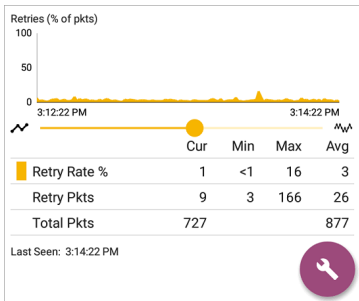 Retries (% of pkts)
100
50
0
3:12:22 PM 3:14:22 PM
Cur Min Max Avg
Retry Rate % 1 <1 16 3
Retry Pkts 9 3 166 26
Total Pkts 727 877
Last Seen: 3:14:22 PM